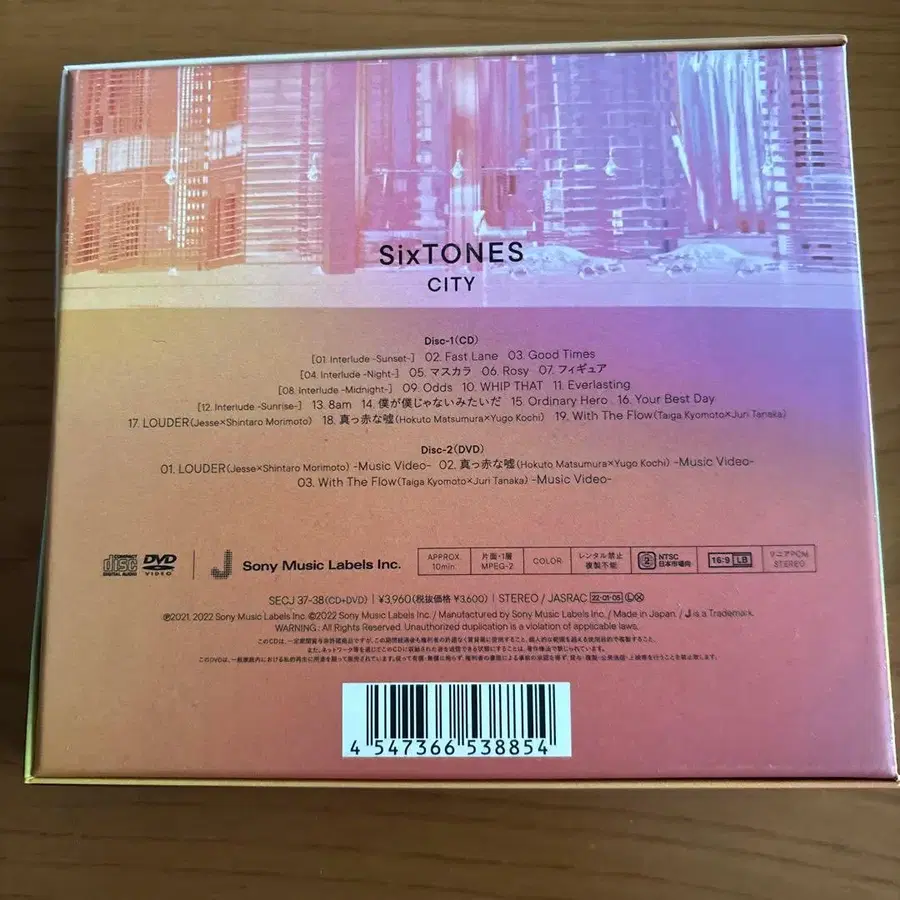 SixTONES
CITY
Disc-1(CD)
[01. Interlude -Sunset-] 02. Fast Lane 03. Good Times
[04. Interlude -Night-] 05. マスカラ 06. Rosy 07. フィギュア
[08. Interlude -Midnight-] 09. Odds 10. WHIP THAT 11. Everlasting
[12. Interlude -Sunrise-] 13. 8am 14. 僕が僕じゃないみたいだ 15. Ordinary Hero 16. Your Best Day
17. LOUDER(Jesse×Shintaro Morimoto) 18. 真っ赤な嘘(Hokuto Matsumura×Yugo Kochi) 19. With The Flow(Taiga Kyomoto×Juri Tanaka)
Disc-2(DVD)
01. LOUDER(Jesse×Shintaro Morimoto) -Music Video- 02. 真っ赤な嘘(Hokuto Matsumura×Yugo Kochi) -Music Video-
03. With The Flow(Taiga Kyomoto×Juri Tanaka) -Music Video-
COMPACT disc DIGITAL AUDIO DVD VIDEO J Sony Music Labels Inc. APPROX. 10min. 片面・1層 MPEG-2 COLOR レンタル禁止 複製不能 2 NTSC 日本市場向 16:9 LB リニアPCM STEREO
SECJ 37-38(CD+DVD) | ¥3,960(税抜価格 ¥3,600) | STEREO / JASRAC 22・01・05 Ⓛ Ⓧ
℗2021, 2022 Sony Music Labels Inc. ©2022 Sony Music Labels Inc. / Manufactured by Sony Music Labels Inc. / Made in Japan. / J is a Trademark.
WARNING : All Rights Reserved. Unauthorized duplication is a violation of applicable laws.
4 547366 538854